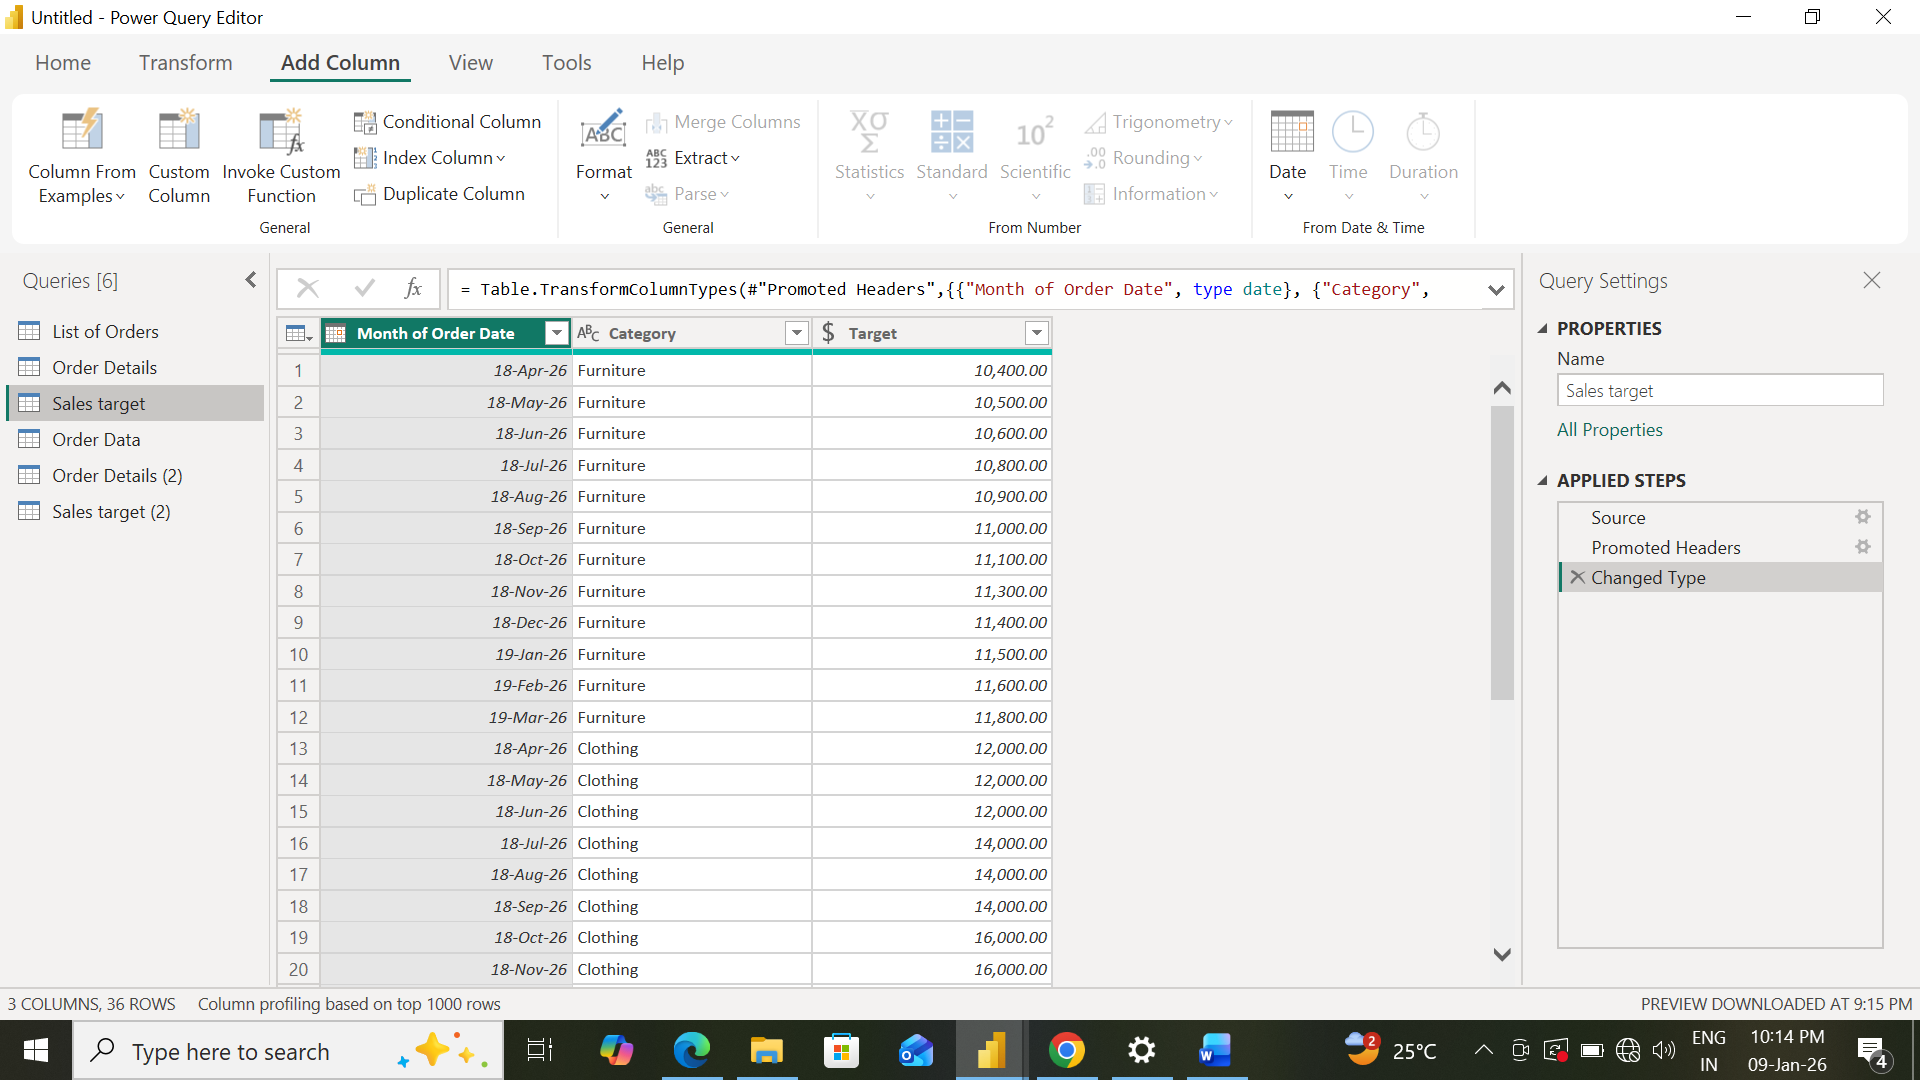 Untitled - Power Query Editor
Home Transform Add Column View Tools Help
Column From Examples
Custom Column
Invoke Custom Function
Conditional Column
Index Column
Duplicate Column
General
ABC
Format
Merge Columns
ABC 123 Extract
abc Parse
General
Χσ Σ
Statistics
Standard
10²
Scientific
Trigonometry
.00 →.0 Rounding
Information
From Number
Date
Time
Duration
From Date & Time
Queries [6]
List of Orders
Order Details
Sales target
Order Data
Order Details (2)
Sales target (2)
fx
= Table.TransformColumnTypes(#"Promoted Headers",{{"Month of Order Date", type date}, {"Category",
Month of Order Date ABC Category $ Target
1 18-Apr-26 Furniture 10,400.00
2 18-May-26 Furniture 10,500.00
3 18-Jun-26 Furniture 10,600.00
4 18-Jul-26 Furniture 10,800.00
5 18-Aug-26 Furniture 10,900.00
6 18-Sep-26 Furniture 11,000.00
7 18-Oct-26 Furniture 11,100.00
8 18-Nov-26 Furniture 11,300.00
9 18-Dec-26 Furniture 11,400.00
10 19-Jan-26 Furniture 11,500.00
11 19-Feb-26 Furniture 11,600.00
12 19-Mar-26 Furniture 11,800.00
13 18-Apr-26 Clothing 12,000.00
14 18-May-26 Clothing 12,000.00
15 18-Jun-26 Clothing 12,000.00
16 18-Jul-26 Clothing 14,000.00
17 18-Aug-26 Clothing 14,000.00
18 18-Sep-26 Clothing 14,000.00
19 18-Oct-26 Clothing 16,000.00
20 18-Nov-26 Clothing 16,000.00
Query Settings
PROPERTIES
Name
Sales target
All Properties
APPLIED STEPS
Source
Promoted Headers
Changed Type
3 COLUMNS, 36 ROWS Column profiling based on top 1000 rows
PREVIEW DOWNLOADED AT 9:15 PM
Type here to search
2
25°C
ENG
IN
10:14 PM
09-Jan-26
4